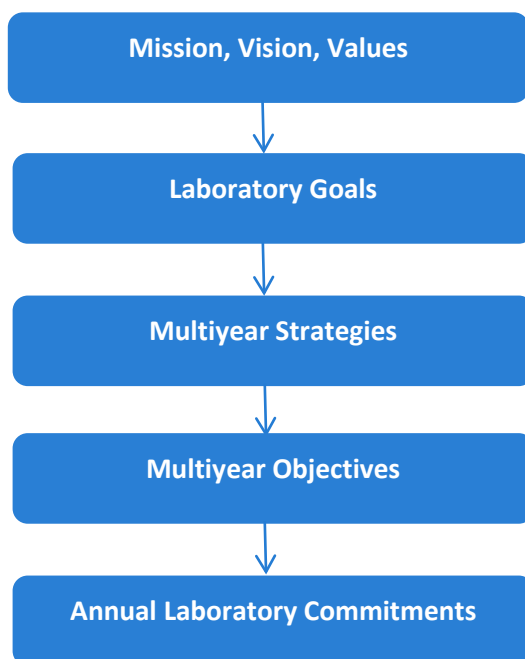 Mission, Vision, Values
Laboratory Goals
Multiyear Strategies
Multiyear Objectives
Annual Laboratory Commitments